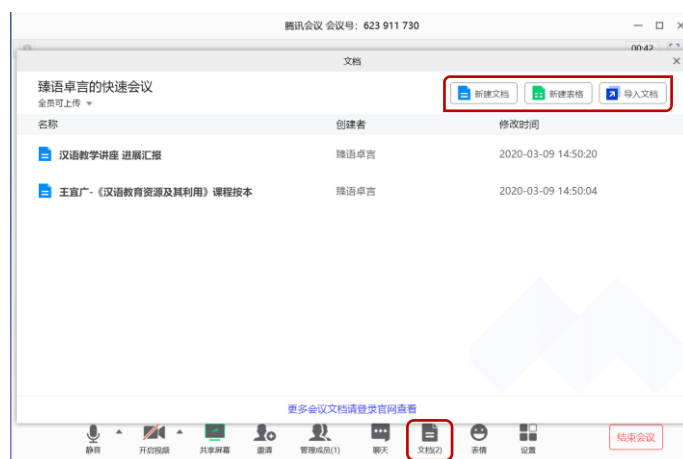 腾讯会议 会议号：623 911 730
00:42
文档
臻语卓言的快速会议
全员可上传
新建文档 新建表格 导入文档
名称 创建者 修改时间
汉语教学讲座 进展汇报 臻语卓言 2020-03-09 14:50:20
王宜广-《汉语教育资源及其利用》课程按本 臻语卓言 2020-03-09 14:50:04
更多会议文档请登录官网查看
静音 开启视频 共享屏幕 邀请 管理成员(1) 聊天 文档(2) 表情 设置 结束会议